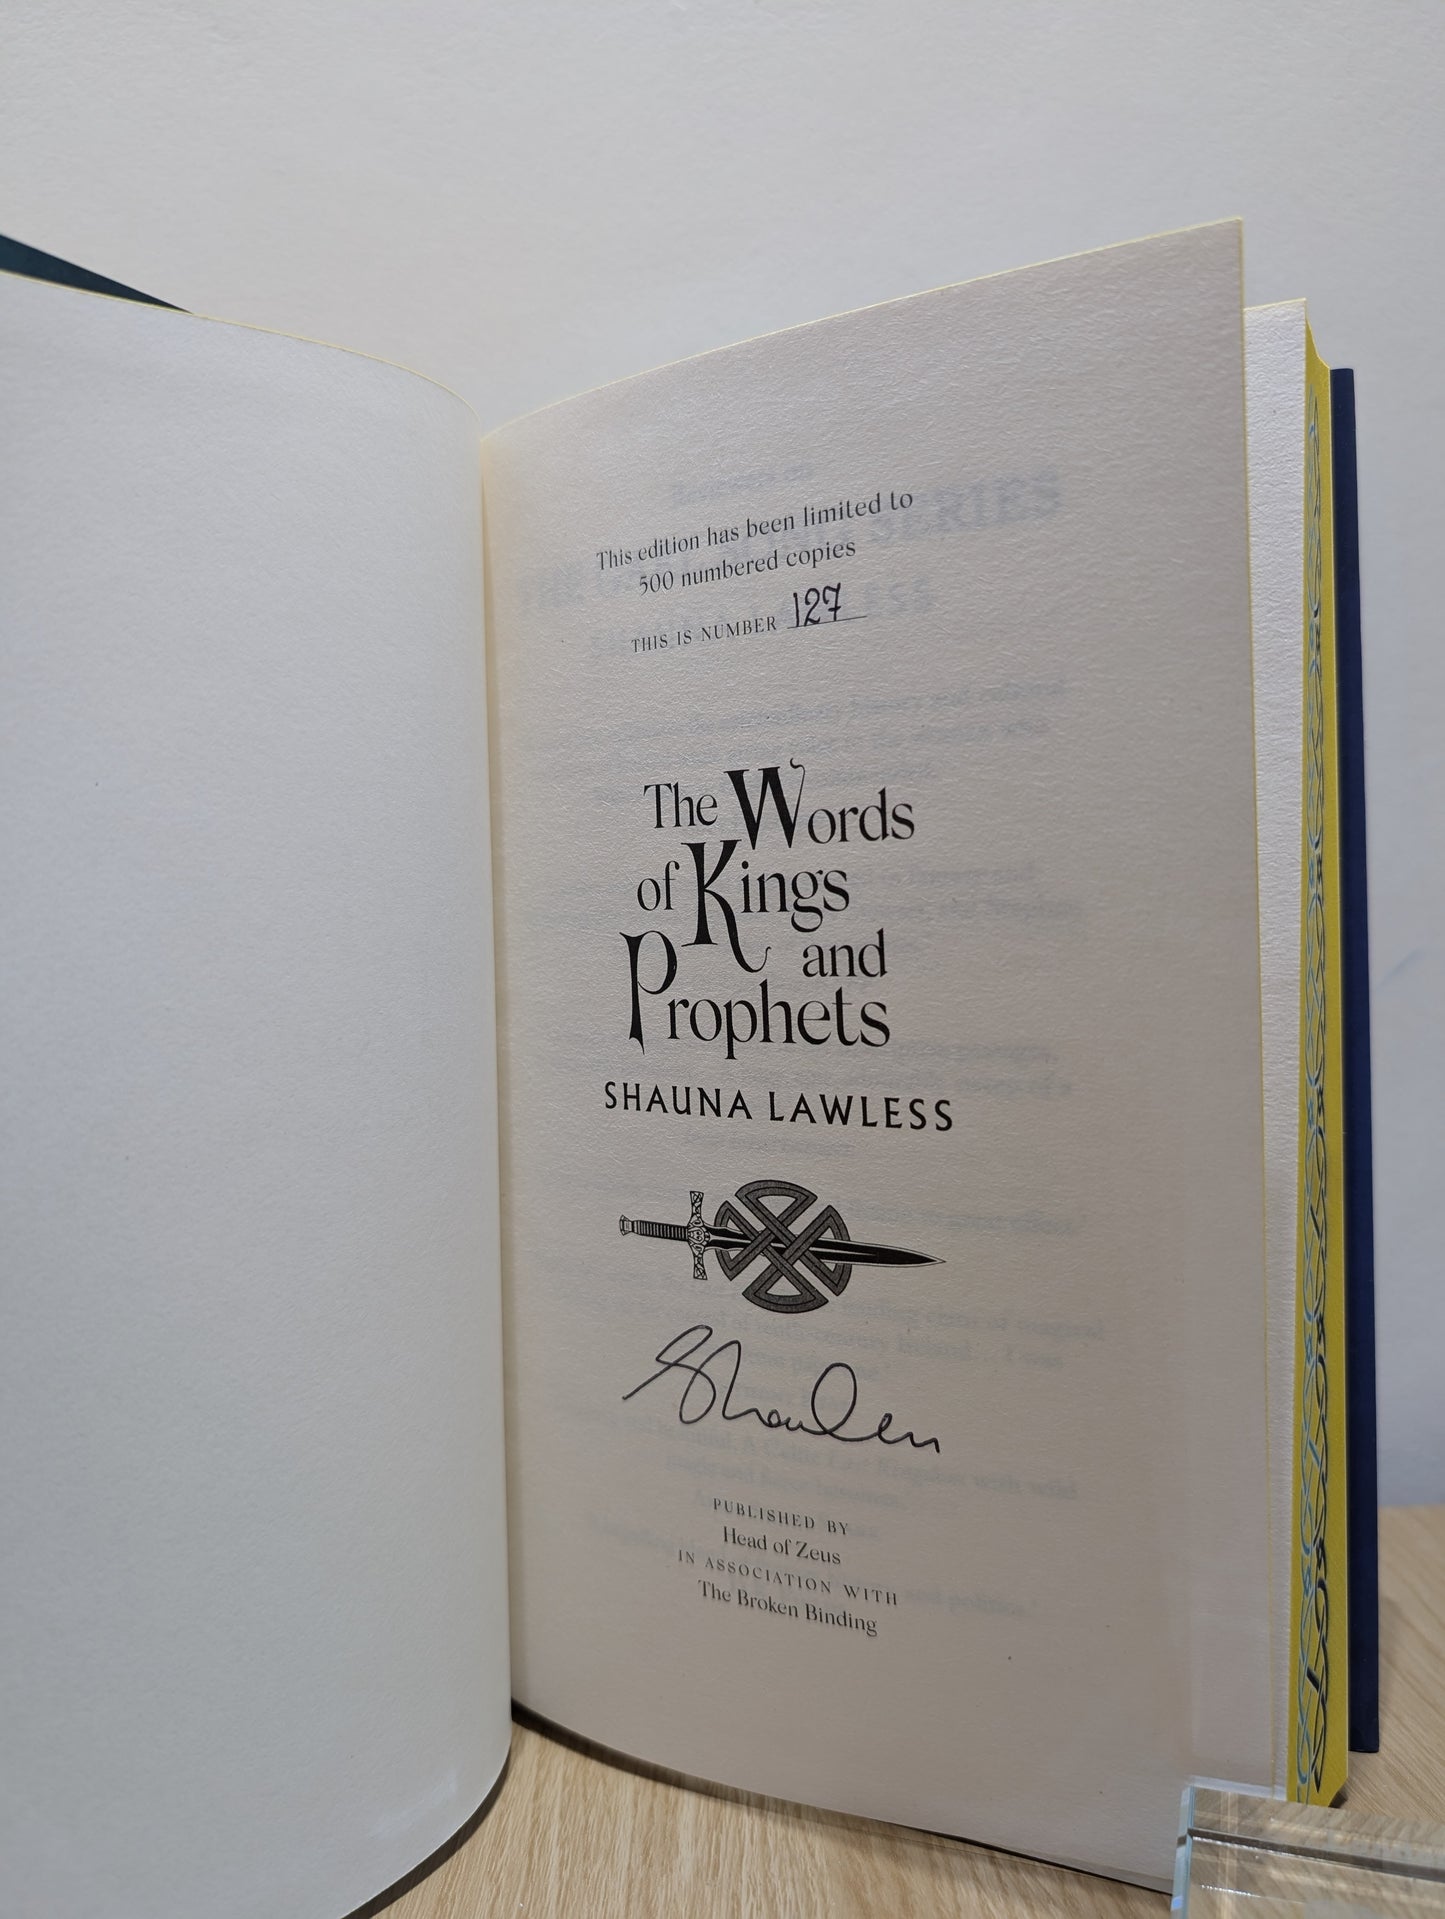 This edition has been limited to
500 numbered copies
THIS IS NUMBER 127
The Words
of Kings
and
Prophets
SHAUNA LAWLESS
PUBLISHED BY
Head of Zeus
IN ASSOCIATION WITH
The Broken Binding